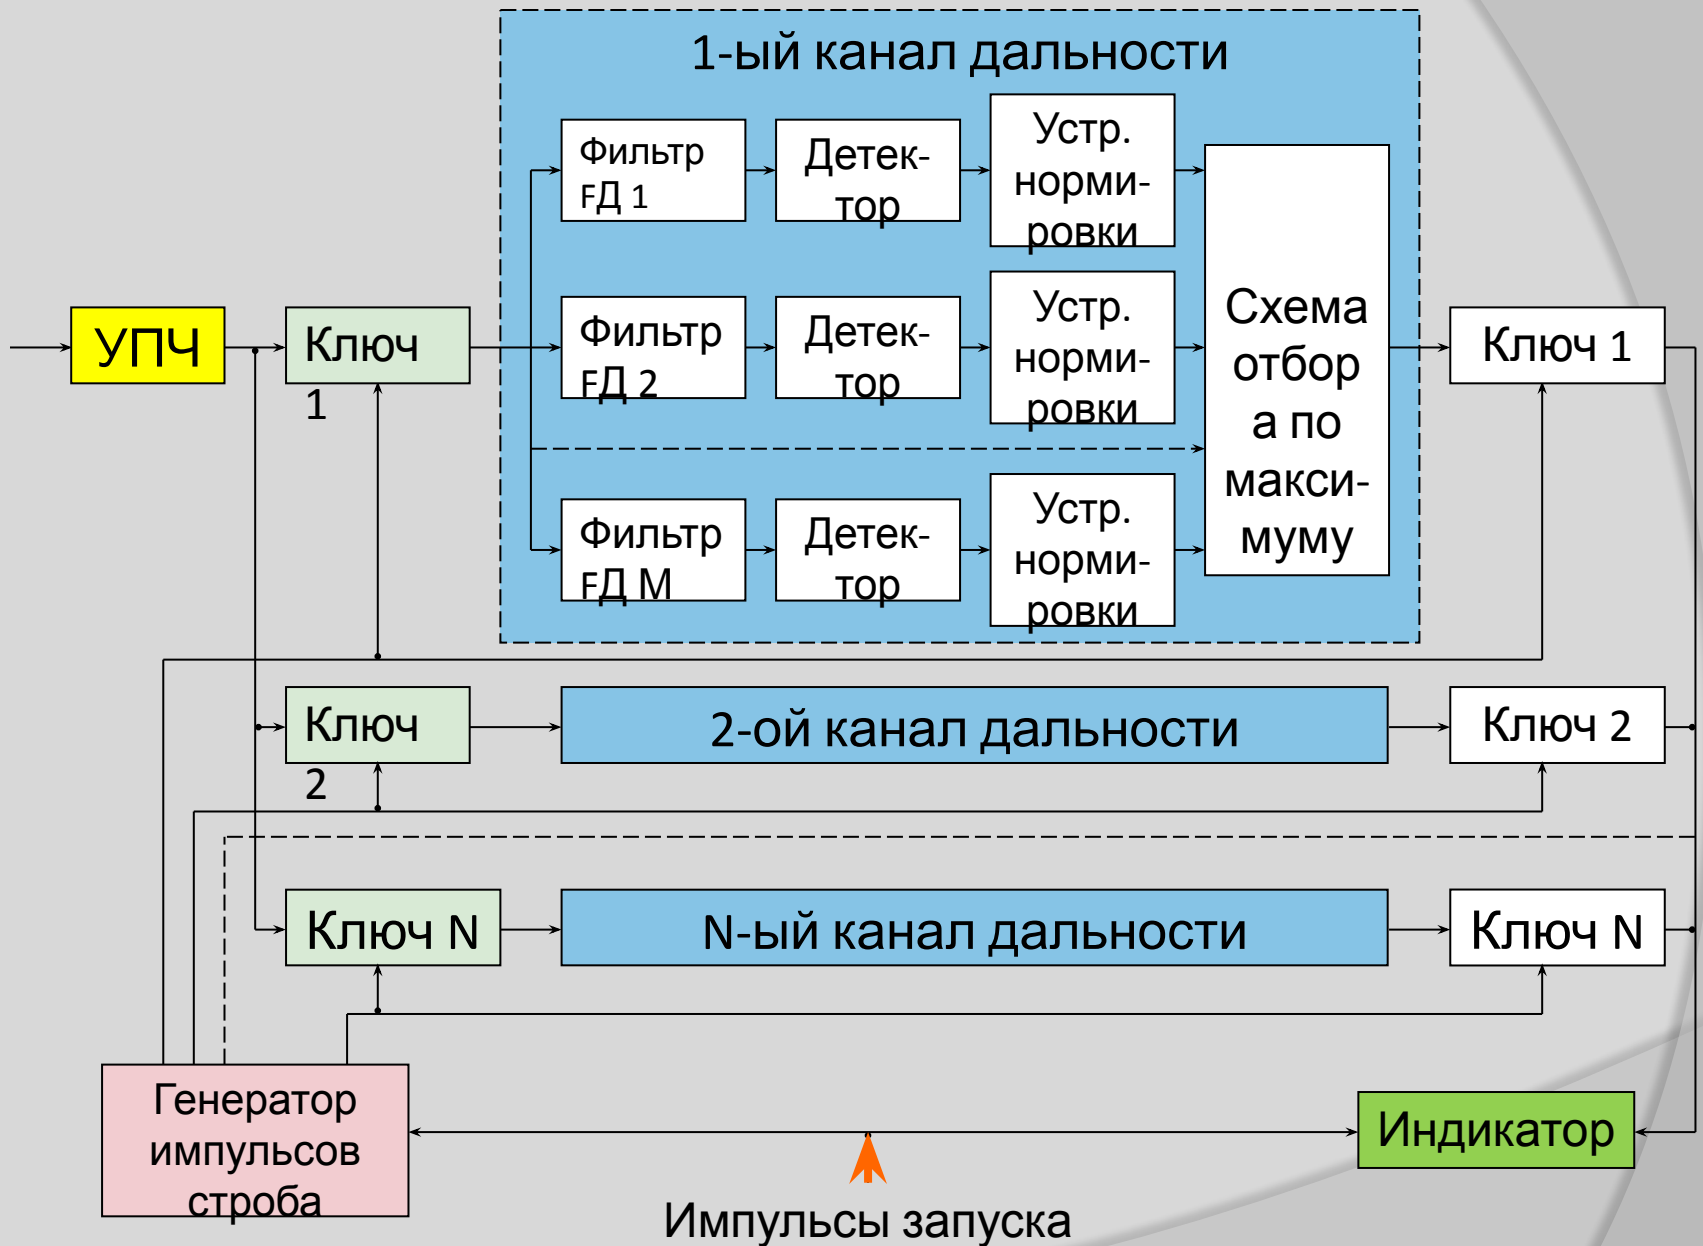 1-ый канал дальности
Фильтр
FД 1
Детек-
тор
Устр.
норми-
ровки
Фильтр
FД 2
Детек-
тор
Устр.
норми-
ровки
Фильтр
FД М
Детек-
тор
Устр.
норми-
ровки
Схема
отбор
а по
макси-
муму
УПЧ
Ключ
1
Ключ 1
Ключ
2
2-ой канал дальности
Ключ 2
Ключ N
N-ый канал дальности
Ключ N
Генератор
импульсов
строба
Индикатор
Импульсы запуска